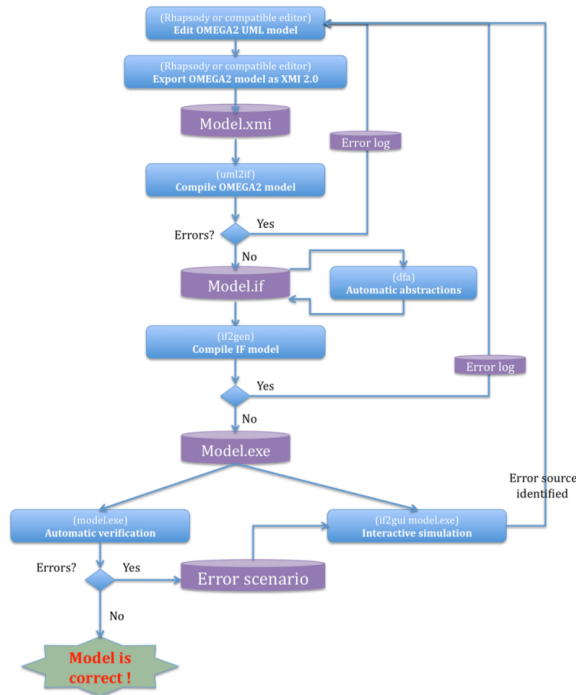 (Rhapsody or compatible editor)
Edit OMEGA2 UML model
(Rhapsody or compatible editor)
Export OMEGA2 model as XMI 2.0
Model.xmi
Error log
(uml2if)
Compile OMEGA2 model
Yes
Errors?
No
Model.if
(dfa)
Automatic abstractions
(if2gen)
Compile IF model
Error log
Yes
No
Model.exe
Error source
identified
(model.exe)
Automatic verification
(if2gui model.exe)
Interactive simulation
Errors?
Yes
Error scenario
No
Model is
correct !